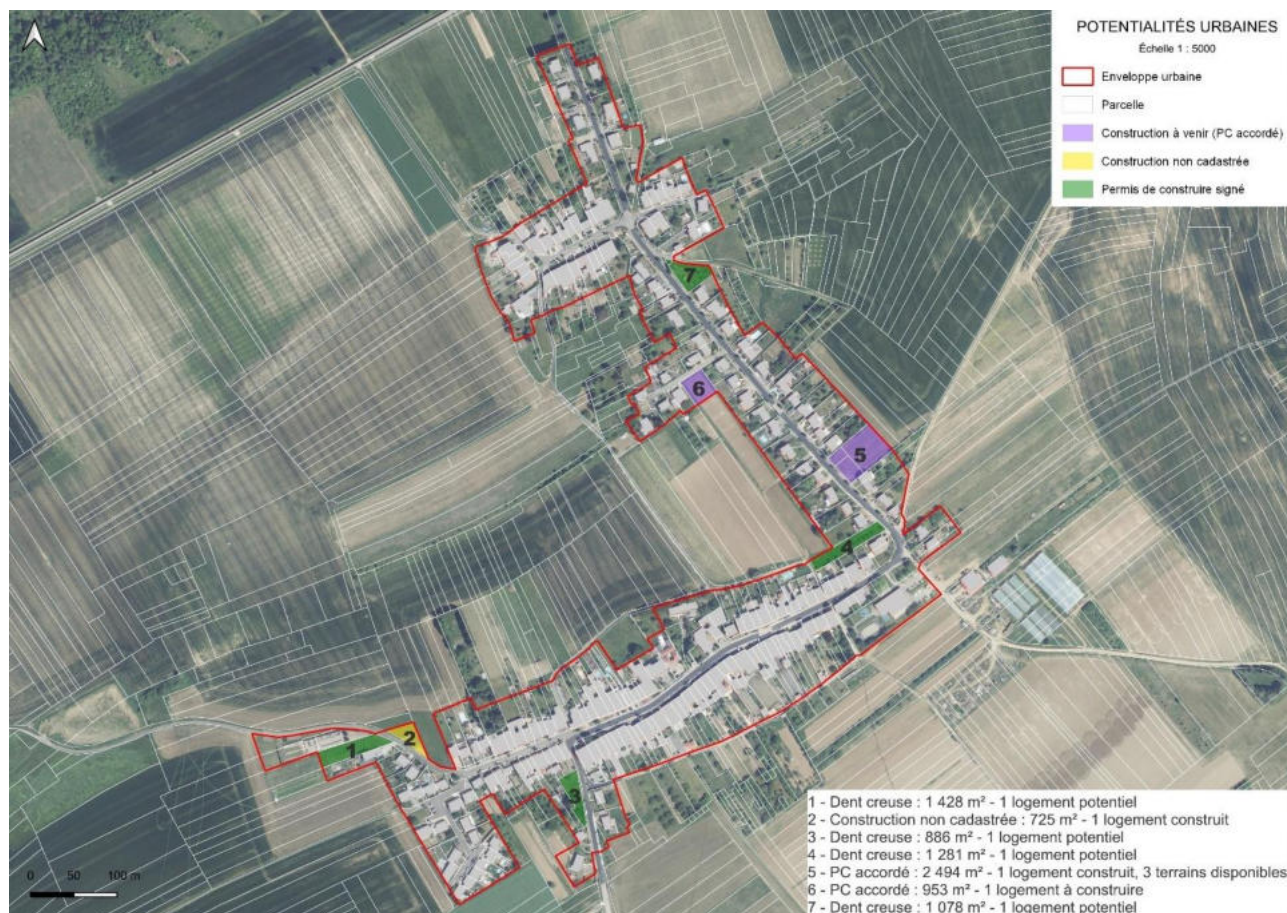 POTENTIALITÉS URBAINES
Échelle 1 : 5000
Enveloppe urbaine
Parcelle
Construction à venir (PC accordé)
Construction non cadastrée
Permis de construire signé
7
6
5
4
2
1
3
0 50 100 m
1 - Dent creuse : 1 428 m² - 1 logement potentiel
2 - Construction non cadastrée : 725 m² - 1 logement construit
3 - Dent creuse : 886 m² - 1 logement potentiel
4 - Dent creuse : 1 281 m² - 1 logement potentiel
5 - PC accordé : 2 494 m² - 1 logement construit, 3 terrains disponibles
6 - PC accordé : 953 m² - 1 logement à construire
7 - Dent creuse : 1 078 m² - 1 logement potentiel